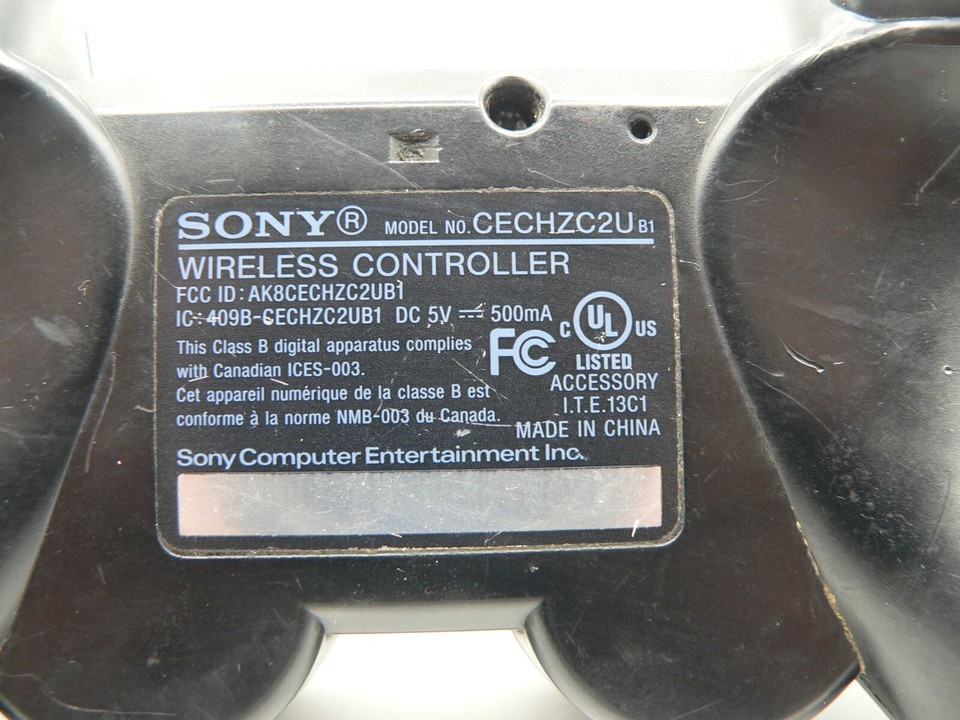 SONY® MODEL NO. CECHZC2U B1
WIRELESS CONTROLLER
FCC ID: AK8CECHZC2UB1
IC: 409B-CECHZC2UB1 DC 5V ⎓ 500mA
This Class B digital apparatus complies
with Canadian ICES-003.
Cet appareil numérique de la classe B est
conforme à la norme NMB-003 du Canada.
FC
C UL US
LISTED
ACCESSORY
I.T.E.13C1
MADE IN CHINA
Sony Computer Entertainment Inc.